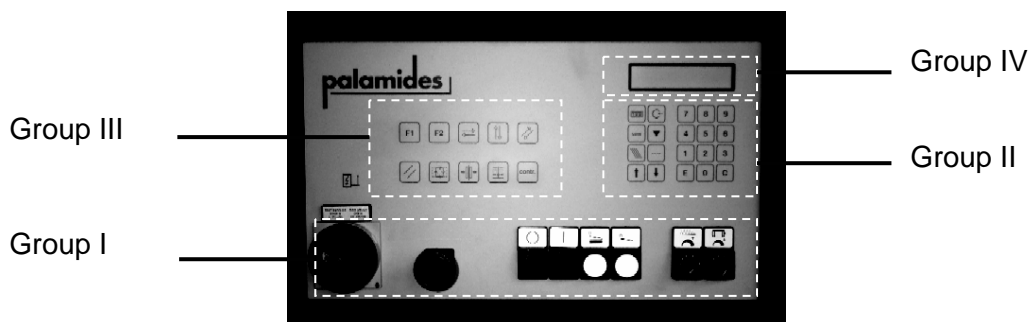 Group IV
palamides
Group III
F1 F2
Group II
7 8 9
4 5 6
1 2 3
E 0 C
contr.
Group I